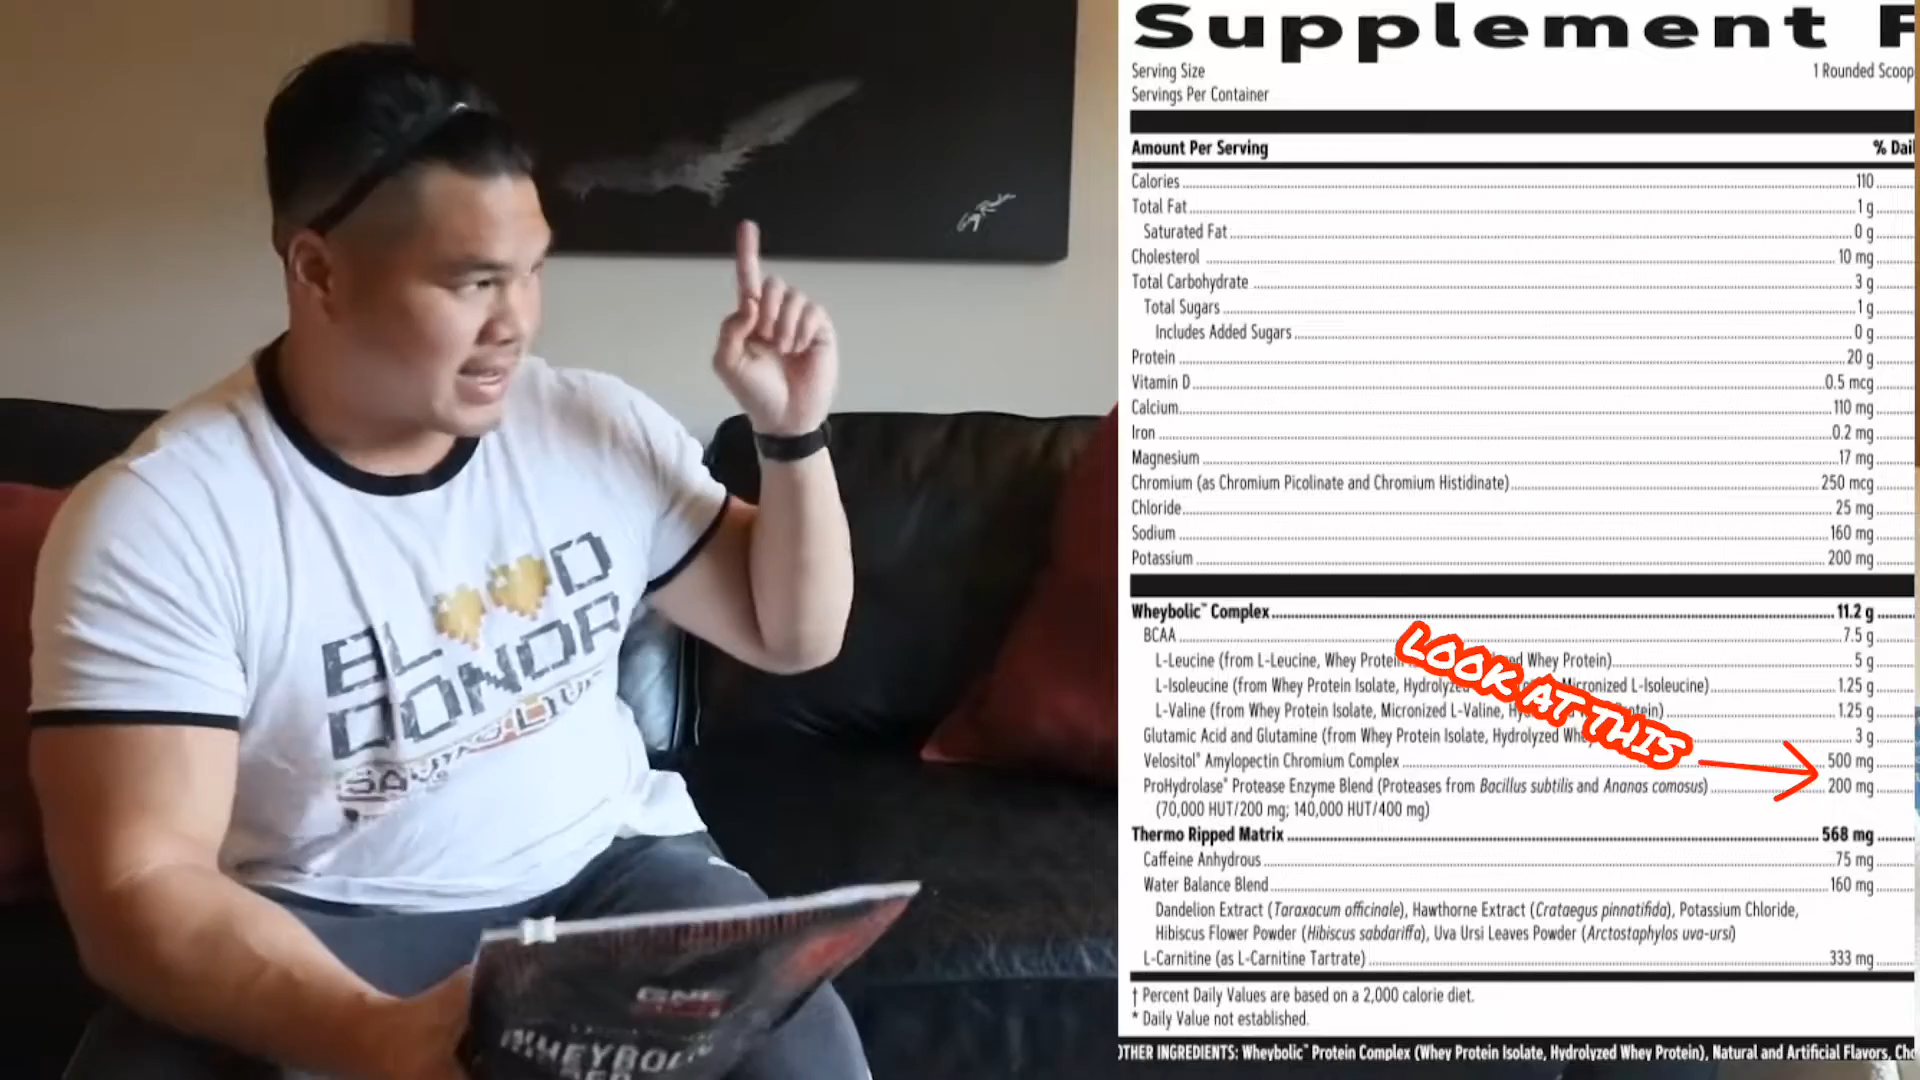 BLOOD
DONOR
SAVING LIVES
GNC
WHEYBOLIC
Supplement F
Serving Size 1 Rounded Scoop
Servings Per Container
Amount Per Serving % Dail
Calories 110
Total Fat 1 g
Saturated Fat 0 g
Cholesterol 10 mg
Total Carbohydrate 3 g
Total Sugars 1 g
Includes Added Sugars 0 g
Protein 20 g
Vitamin D 0.5 mcg
Calcium 110 mg
Iron 0.2 mg
Magnesium 17 mg
Chromium (as Chromium Picolinate and Chromium Histidinate) 250 mcg
Chloride 25 mg
Sodium 160 mg
Potassium 200 mg
Wheybolic™ Complex 11.2 g
BCAA 7.5 g
L-Leucine (from L-Leucine, Whey Protein Whey Protein) 5 g
L-Isoleucine (from Whey Protein Isolate, Hydrolyze Micronized L-Isoleucine) 1.25 g
L-Valine (from Whey Protein Isolate, Micronized L-Valine, Hy 1.25 g
Glutamic Acid and Glutamine (from Whey Protein Isolate, Hydrolyzed Whe 3 g
LOOK AT THIS
Velositol® Amylopectin Chromium Complex 500 mg
ProHydrolase® Protease Enzyme Blend (Proteases from Bacillus subtilis and Ananas comosus) 200 mg
(70,000 HUT/200 mg; 140,000 HUT/400 mg)
Thermo Ripped Matrix 568 mg
Caffeine Anhydrous 75 mg
Water Balance Blend 160 mg
Dandelion Extract (Taraxacum officinale), Hawthorne Extract (Crataegus pinnatifida), Potassium Chloride,
Hibiscus Flower Powder (Hibiscus sabdariffa), Uva Ursi Leaves Powder (Arctostaphylos uva-ursi)
L-Carnitine (as L-Carnitine Tartrate) 333 mg
† Percent Daily Values are based on a 2,000 calorie diet.
* Daily Value not established.
OTHER INGREDIENTS: Wheybolic™ Protein Complex (Whey Protein Isolate, Hydrolyzed Whey Protein), Natural and Artificial Flavors, Cho